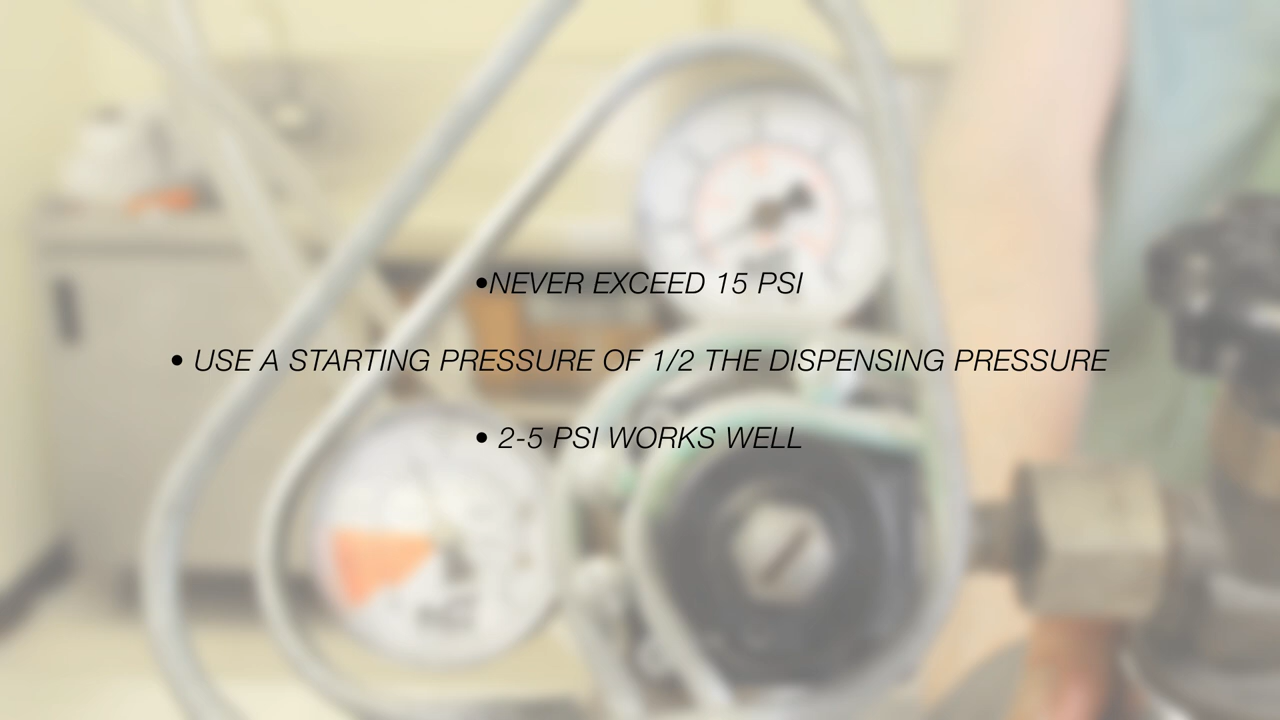 •NEVER EXCEED 15 PSI
• USE A STARTING PRESSURE OF 1/2 THE DISPENSING PRESSURE
• 2-5 PSI WORKS WELL